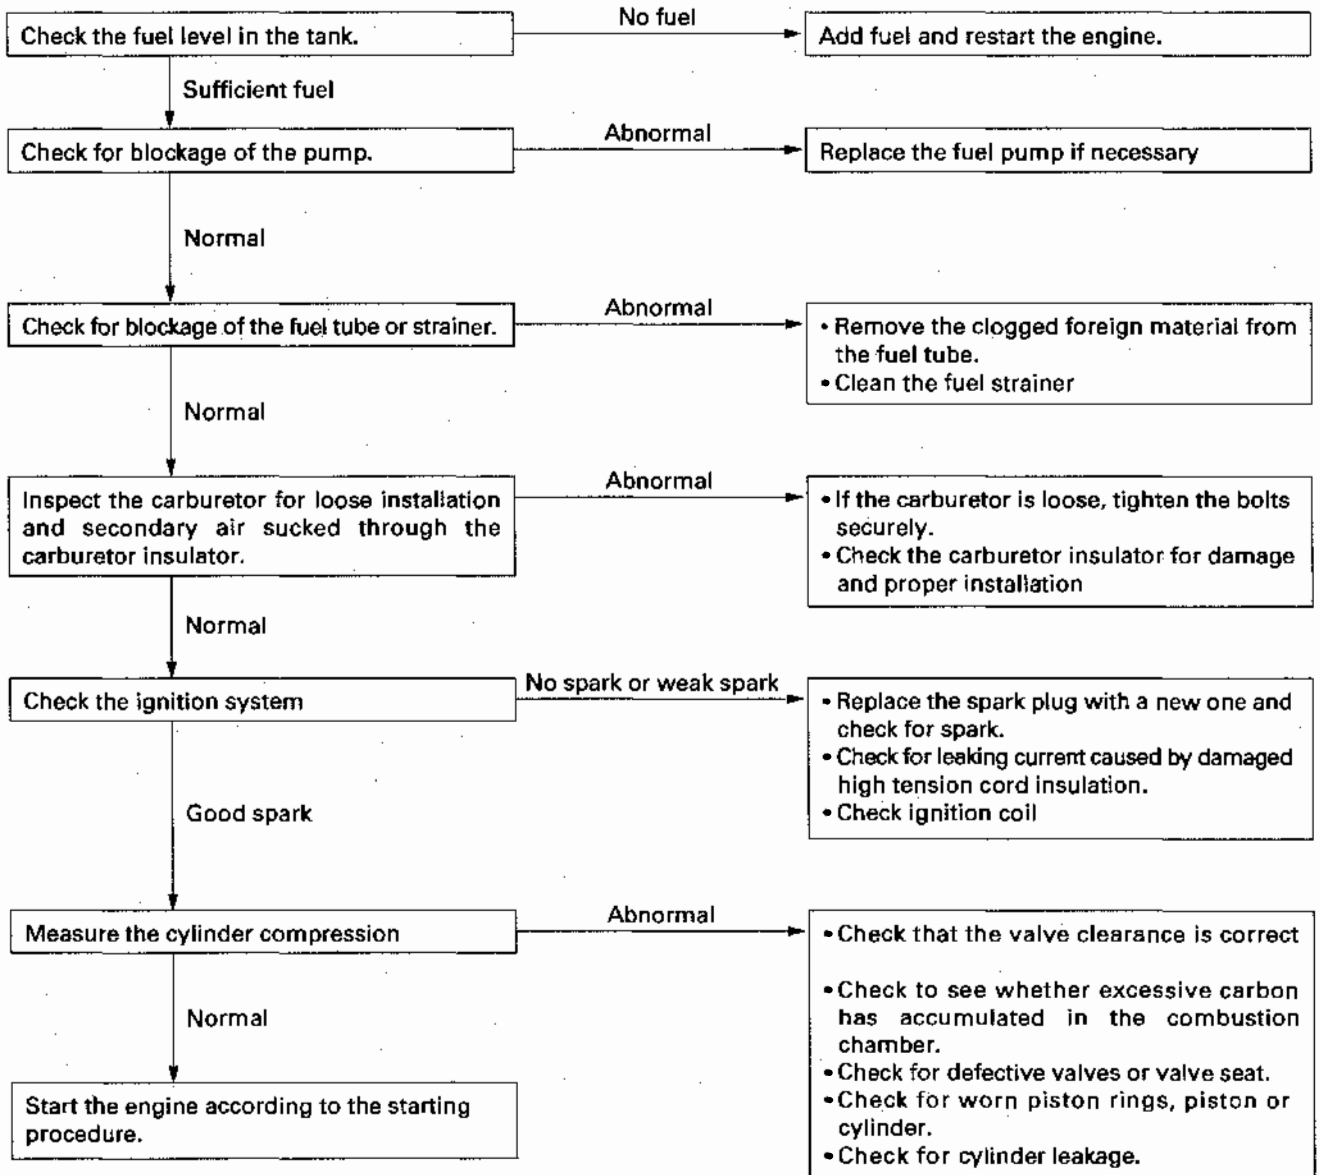 No fuel
Check the fuel level in the tank.
Add fuel and restart the engine.
Sufficient fuel
Abnormal
Check for blockage of the pump.
Replace the fuel pump if necessary
Normal
Abnormal
Check for blockage of the fuel tube or strainer.
• Remove the clogged foreign material from
the fuel tube.
• Clean the fuel strainer
Normal
Abnormal
Inspect the carburetor for loose installation
and secondary air sucked through the
carburetor insulator.
• If the carburetor is loose, tighten the bolts
securely.
• Check the carburetor insulator for damage
and proper installation
Normal
No spark or weak spark
Check the ignition system
• Replace the spark plug with a new one and
check for spark.
• Check for leaking current caused by damaged
high tension cord insulation.
• Check ignition coil
Good spark
Abnormal
Measure the cylinder compression
• Check that the valve clearance is correct
• Check to see whether excessive carbon
has accumulated in the combustion
chamber.
• Check for defective valves or valve seat.
• Check for worn piston rings, piston or
cylinder.
• Check for cylinder leakage.
Normal
Start the engine according to the starting
procedure.